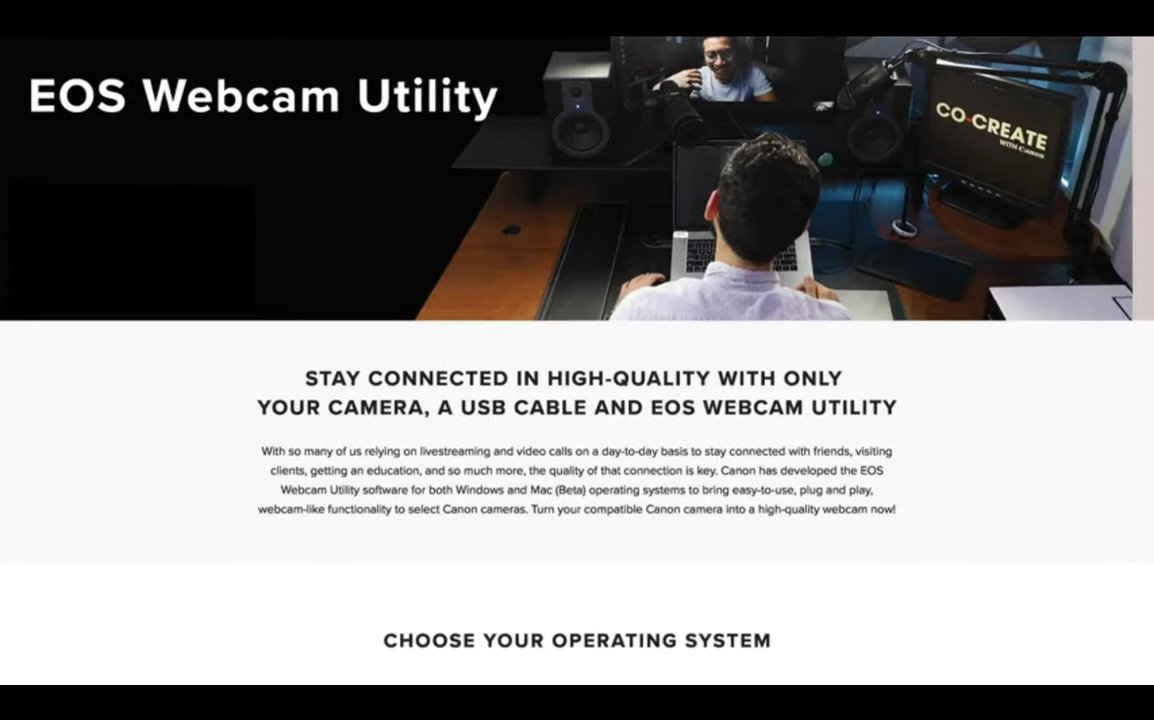 EOS Webcam Utility
CO-CREATE
WITH Canon
STAY CONNECTED IN HIGH-QUALITY WITH ONLY
YOUR CAMERA, A USB CABLE AND EOS WEBCAM UTILITY
With so many of us relying on livestreaming and video calls on a day-to-day basis to stay connected with friends, visiting
clients, getting an education, and so much more, the quality of that connection is key. Canon has developed the EOS
Webcam Utility software for both Windows and Mac (Beta) operating systems to bring easy-to-use, plug and play,
webcam-like functionality to select Canon cameras. Turn your compatible Canon camera into a high-quality webcam now!
CHOOSE YOUR OPERATING SYSTEM